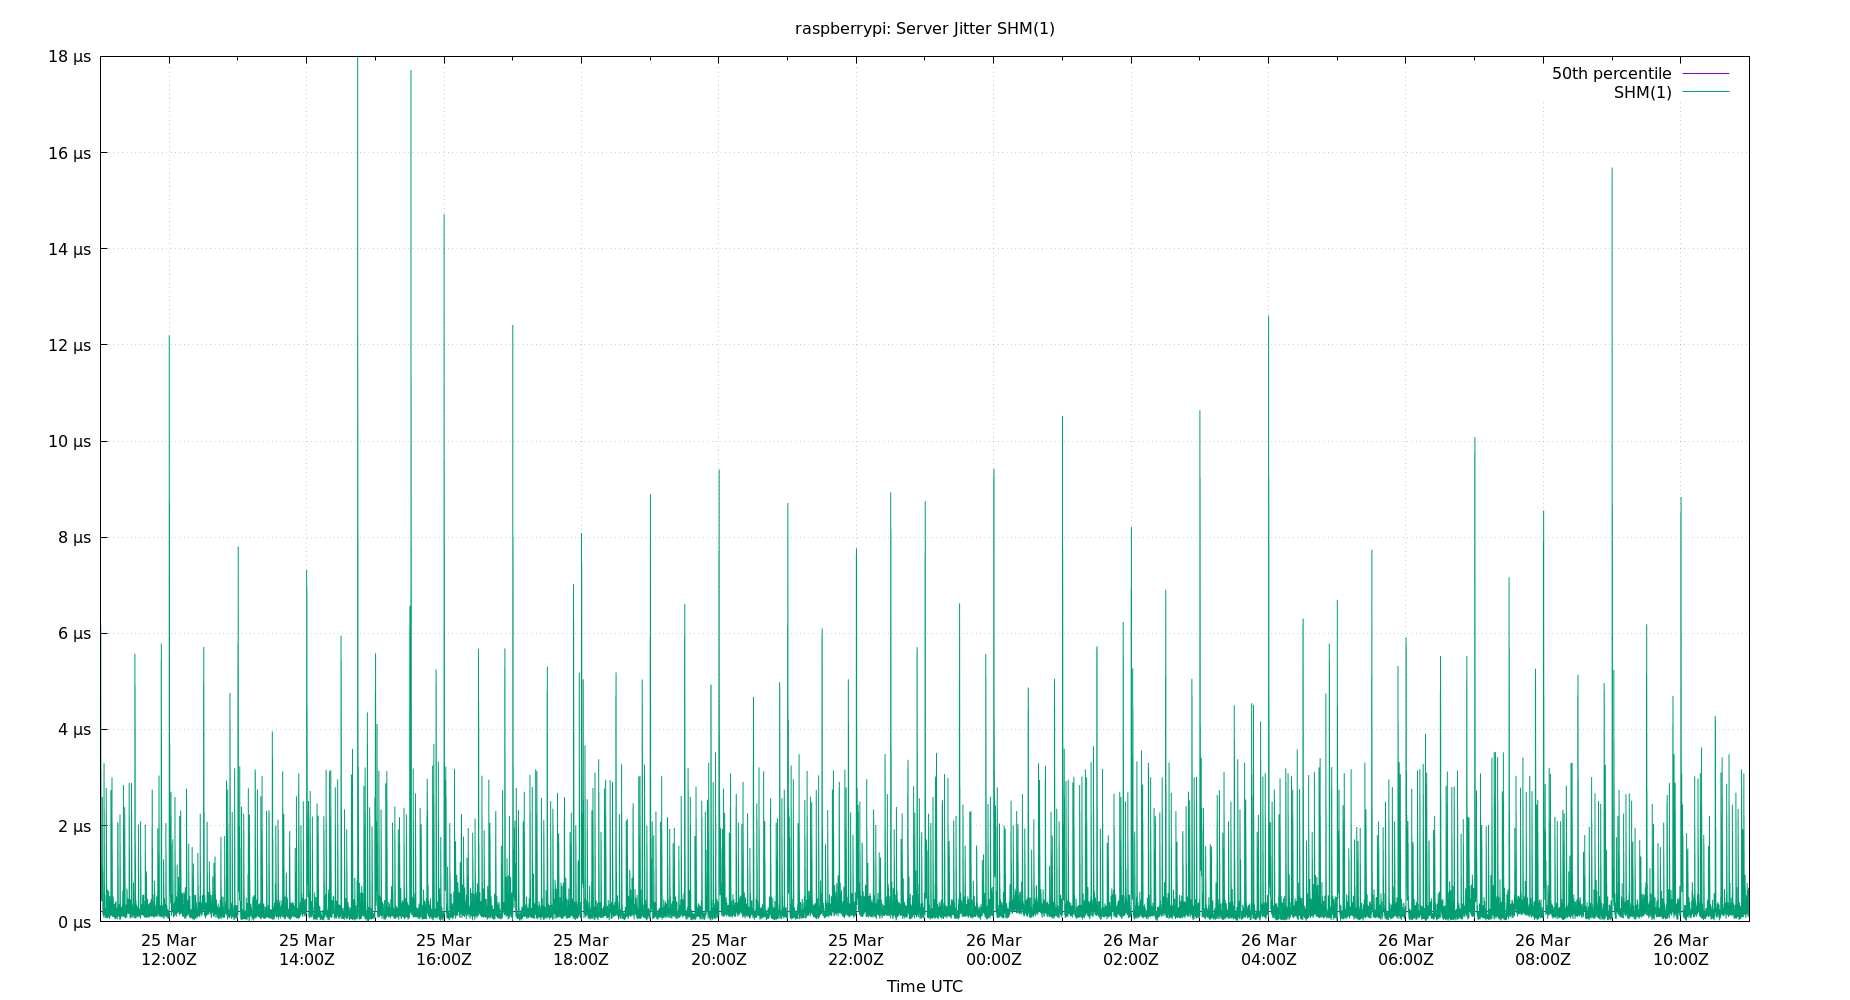 raspberrypi: Server Jitter SHM(1)
50th percentile
SHM(1)
18 µs
16 µs
14 µs
12 µs
10 µs
8 µs
6 µs
4 µs
2 µs
0 µs
25 Mar 25 Mar 25 Mar 25 Mar 25 Mar 25 Mar 26 Mar 26 Mar 26 Mar 26 Mar 26 Mar 26 Mar
12:00Z 14:00Z 16:00Z 18:00Z 20:00Z 22:00Z 00:00Z 02:00Z 04:00Z 06:00Z 08:00Z 10:00Z
Time UTC